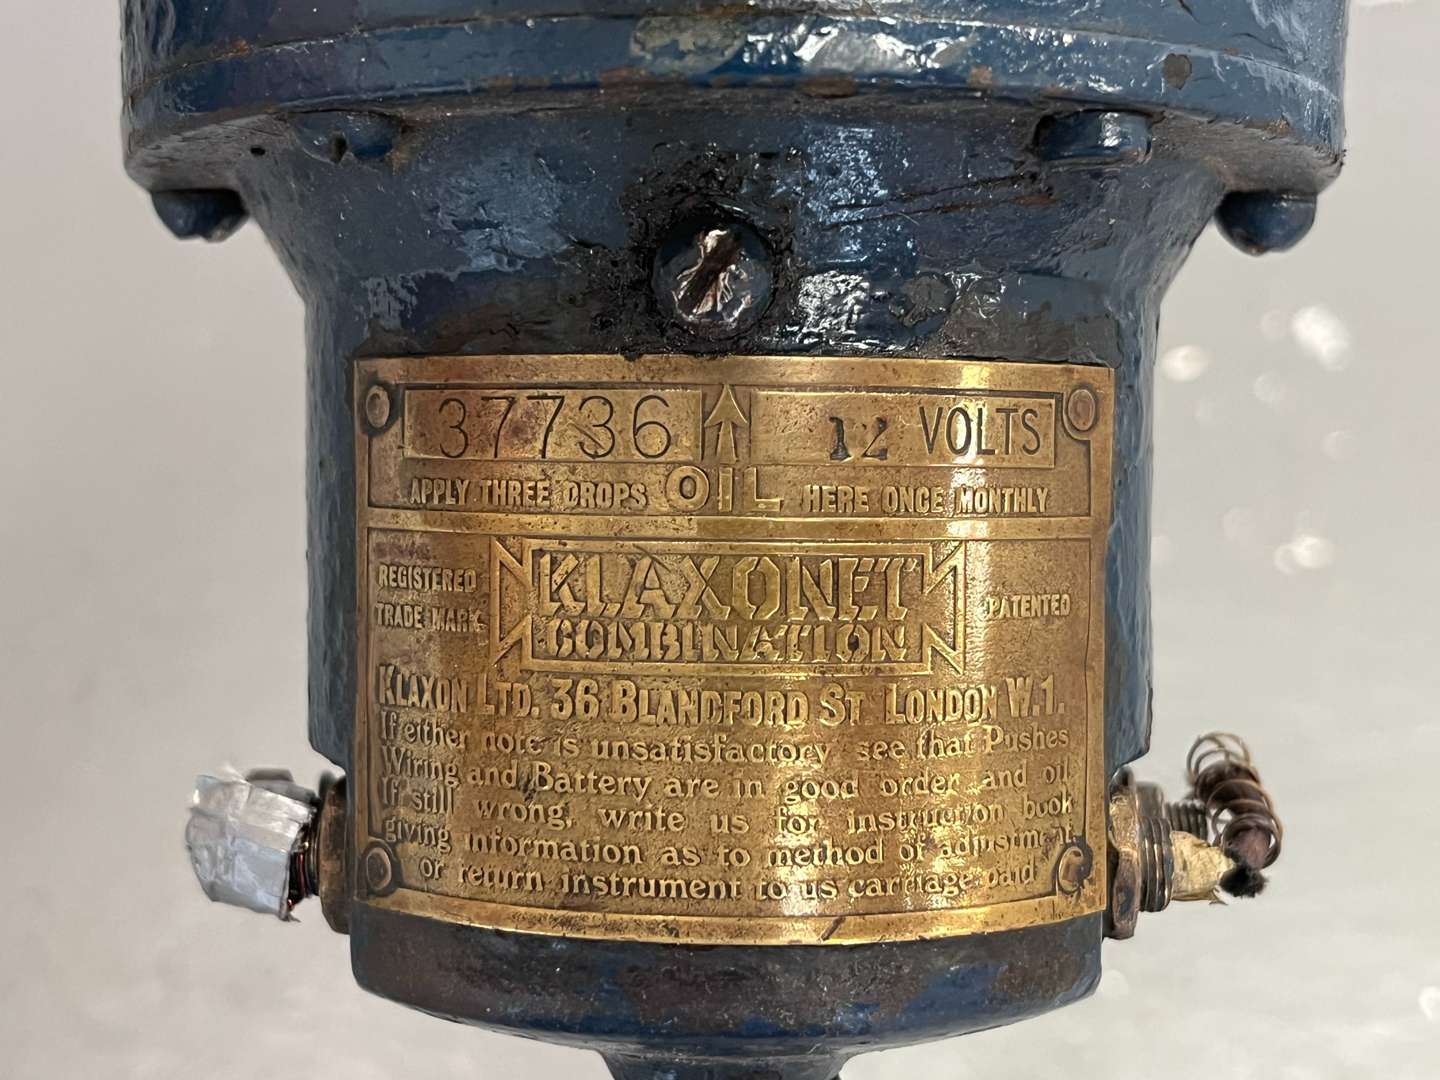 37736 12 VOLTS
APPLY THREE DROPS OIL HERE ONCE MONTHLY
REGISTERED TRADE MARK
KLAXONET
COMBINATION
PATENTED
KLAXON LTD. 36 BLANDFORD ST LONDON W.1.
If either note is unsatisfactory see that Pushes
Wiring and Battery are in good order and oil
If still wrong, write us for instruction book
giving information as to method of adjustment
or return instrument to us carriage paid